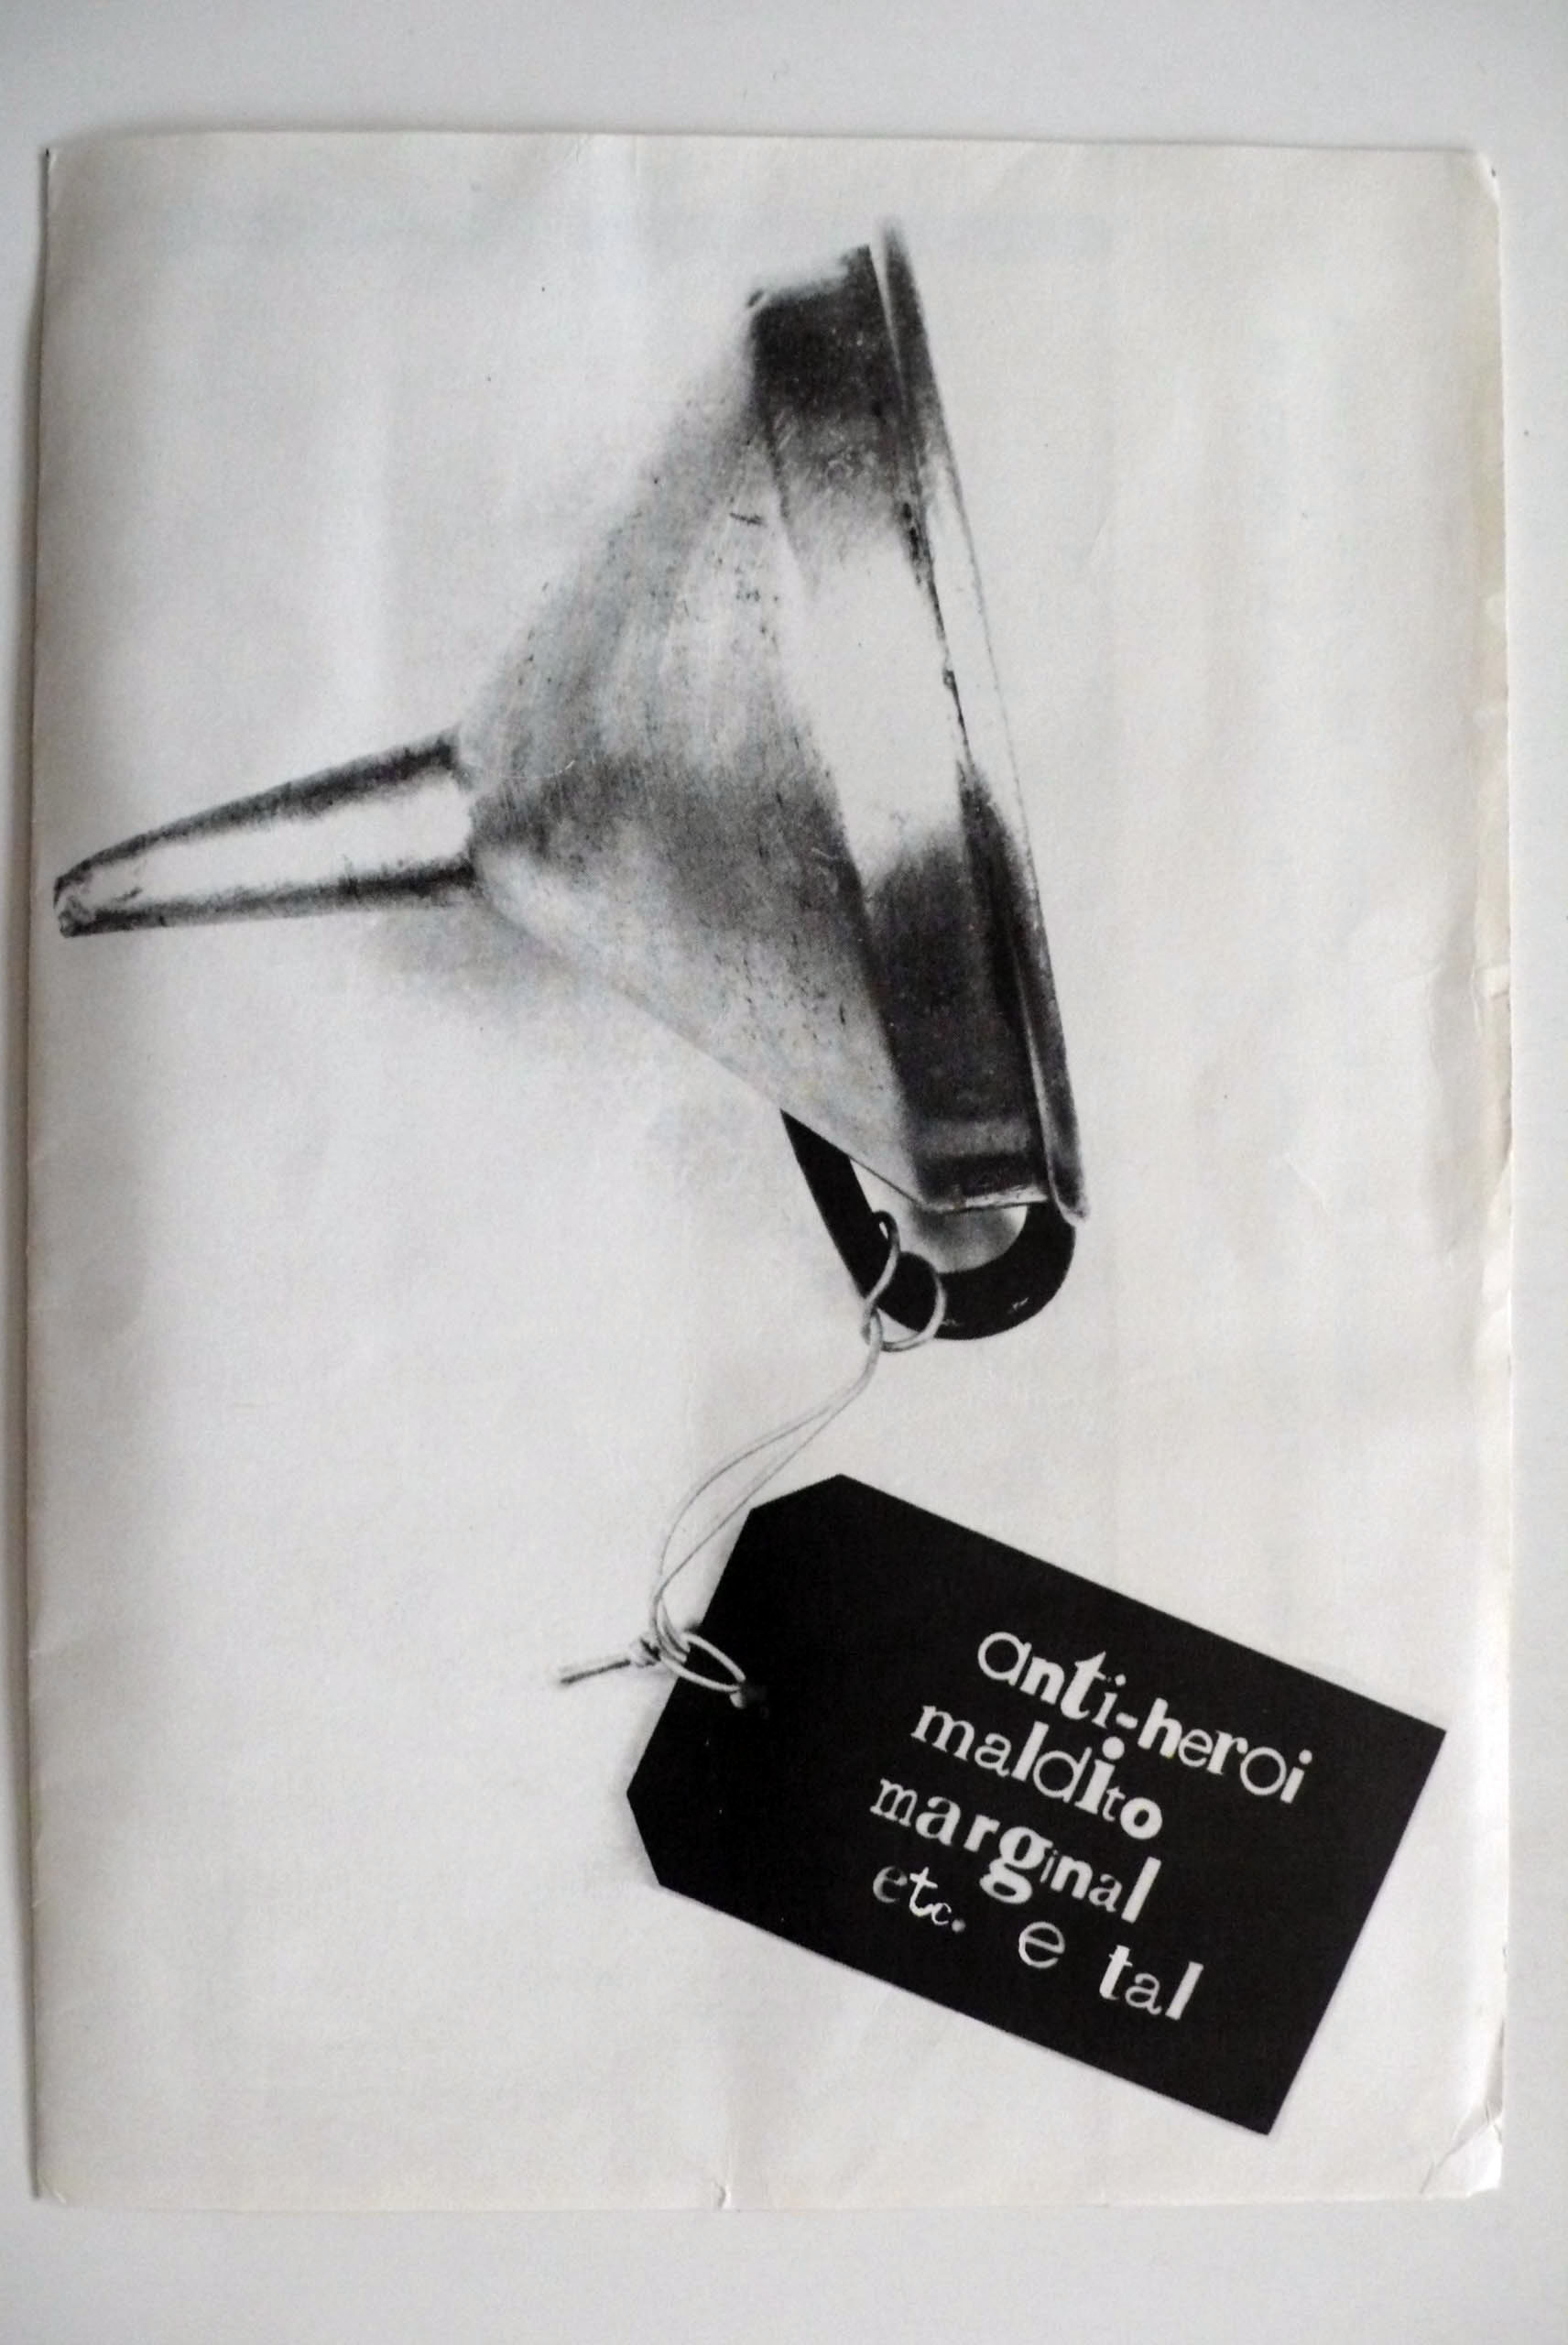 anti-heroi
maldito
marginal
etc. e tal